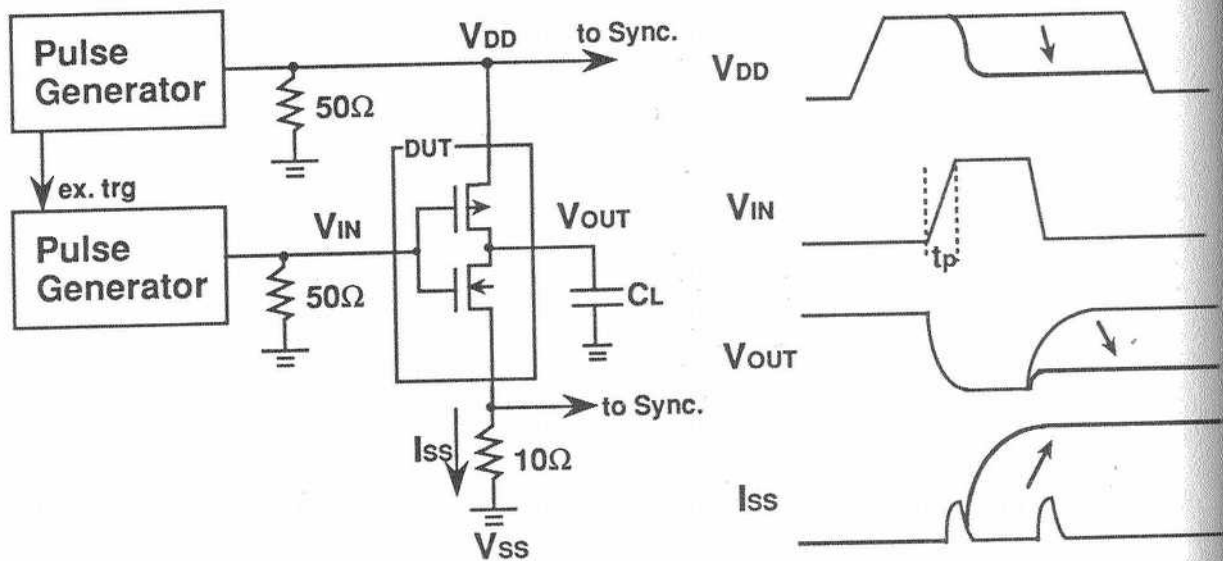 Pulse
Generator
VDD
to Sync.
50Ω
DUT
ex. trg
Pulse
Generator
VIN
VOUT
50Ω
CL
to Sync.
ISS
10Ω
VSS
VDD
VIN
tp
VOUT
ISS